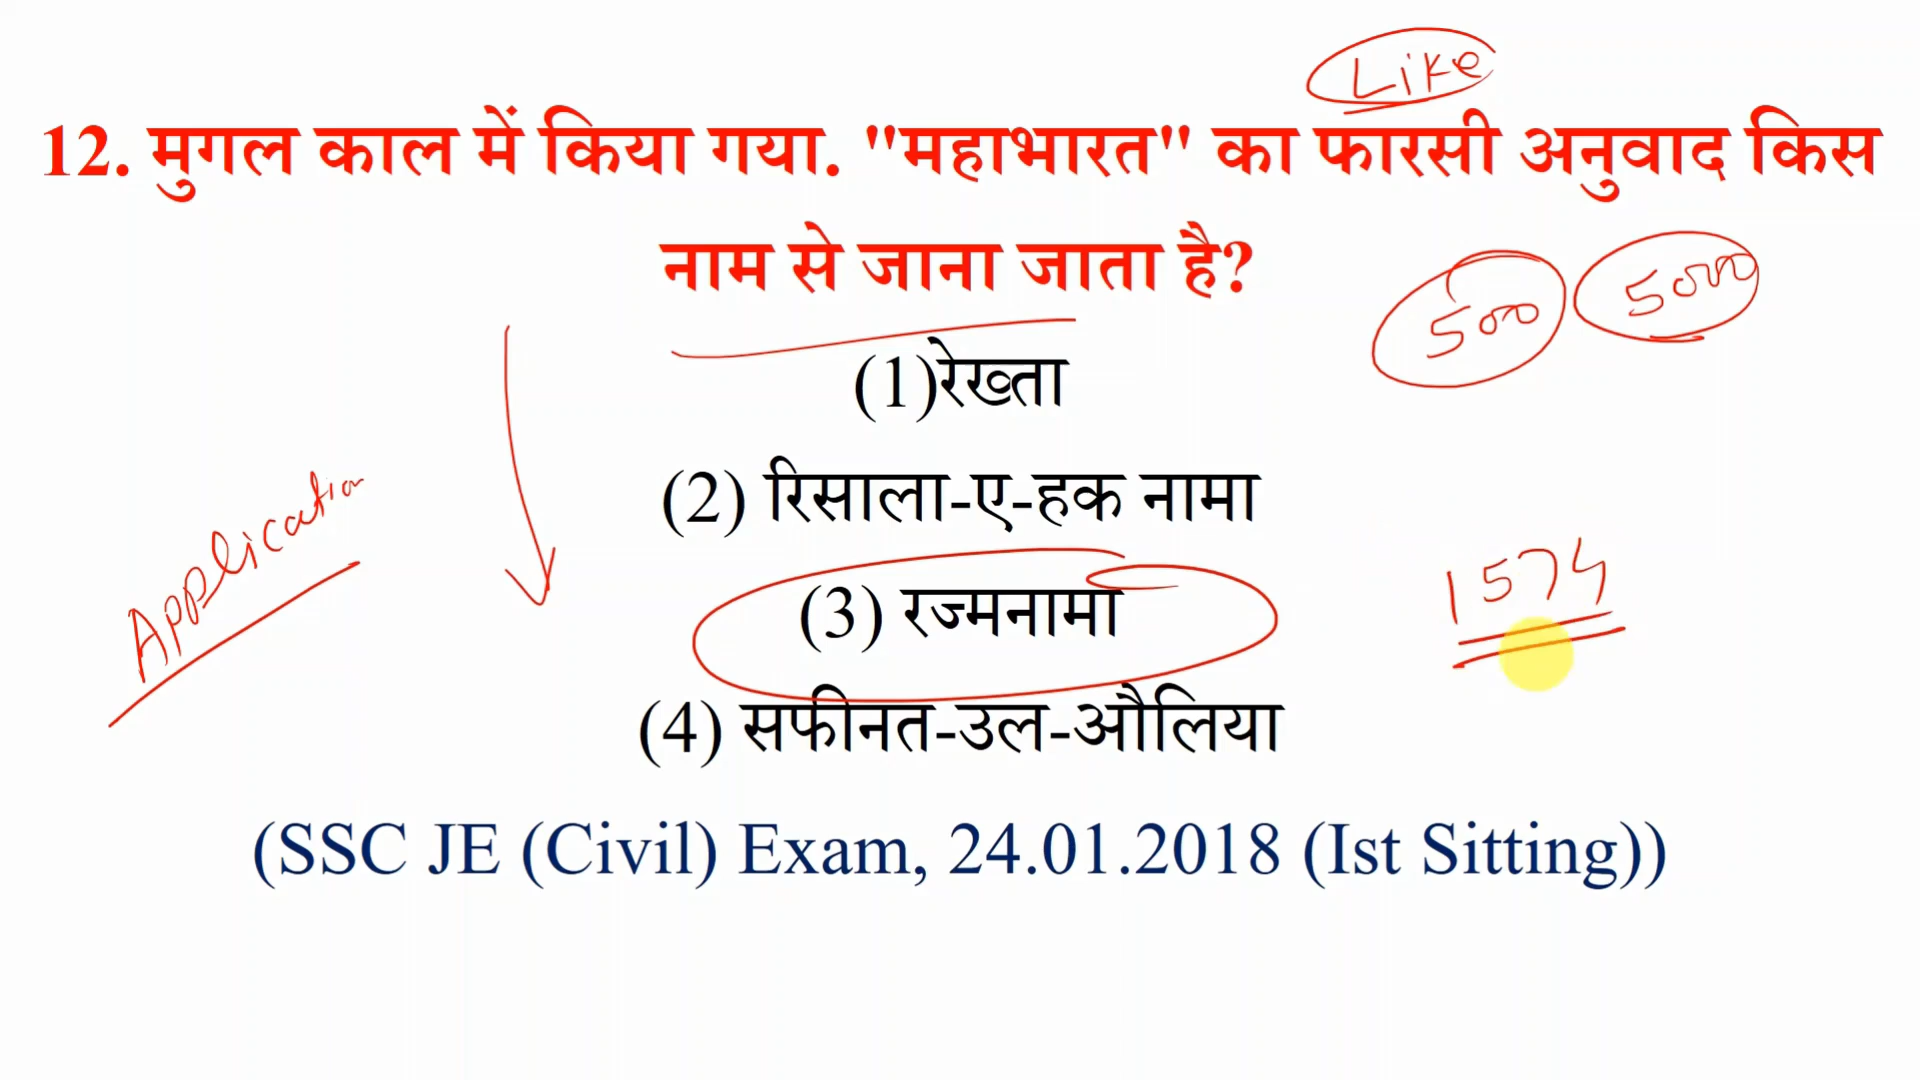 Like
12. मुगल काल में किया गया. "महाभारत" का फारसी अनुवाद किस
नाम से जाना जाता है?
500 5000
(1)रेख्ता
(2) रिसाला-ए-हक नामा
Application
(3) रज्मनामा
1574
(4) सफीनत-उल-औलिया
(SSC JE (Civil) Exam, 24.01.2018 (Ist Sitting))